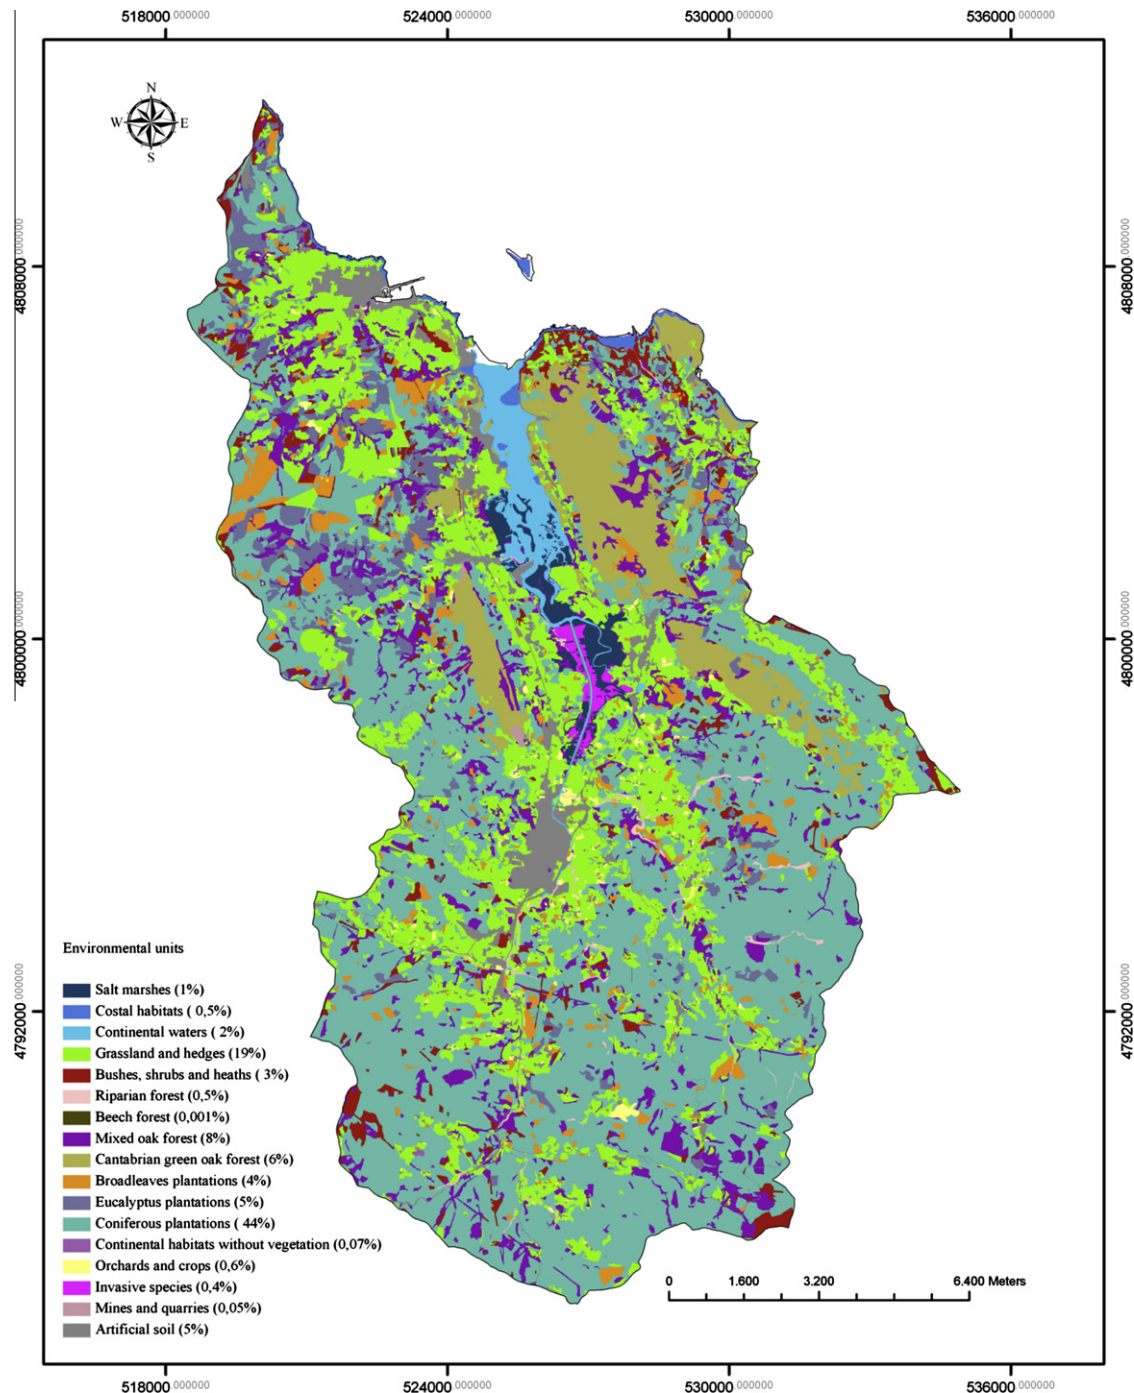 518000.000000 524000.000000 530000.000000 536000.000000
N
W E
S
4808000.000000 4808000.000000
4800000.000000 4800000.000000
4792000.000000 4792000.000000
Environmental units
Salt marshes (1%)
Costal habitats ( 0,5%)
Continental waters ( 2%)
Grassland and hedges (19%)
Bushes, shrubs and heaths ( 3%)
Riparian forest (0,5%)
Beech forest (0,001%)
Mixed oak forest (8%)
Cantabrian green oak forest (6%)
Broadleaves plantations (4%)
Eucalyptus plantations (5%)
Coniferous plantations ( 44%)
Continental habitats without vegetation (0,07%)
Orchards and crops (0,6%)
Invasive species (0,4%)
Mines and quarries (0,05%)
Artificial soil (5%)
0 1.600 3.200 6.400 Meters
518000.000000 524000.000000 530000.000000 536000.000000